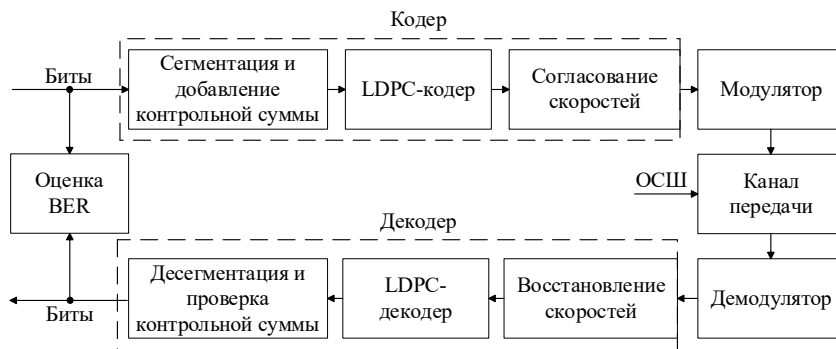 Кодер
Биты
Сегментация и
добавление
контрольной суммы
LDPC-кодер
Согласование
скоростей
Модулятор
Оценка
BER
ОСШ
Канал
передачи
Декодер
Десегментация и
проверка
контрольной суммы
LDPC-
декодер
Восстановление
скоростей
Демодулятор
Биты